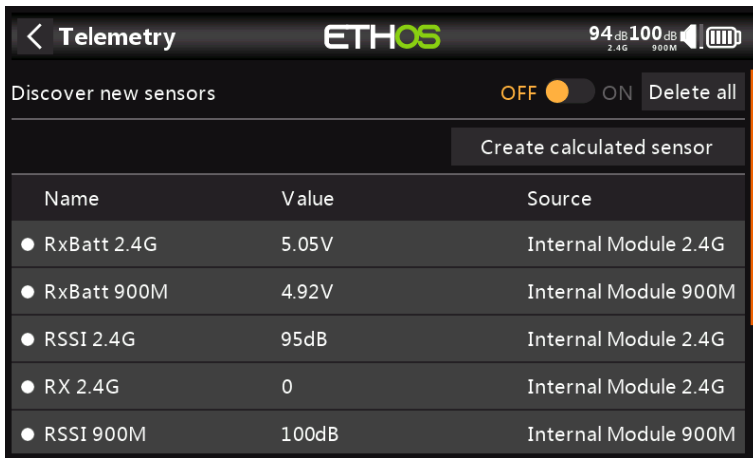 Telemetry ETHOS 94dB 2.4G 100dB 900M
Discover new sensors OFF ON Delete all
Create calculated sensor
Name Value Source
RxBatt 2.4G 5.05V Internal Module 2.4G
RxBatt 900M 4.92V Internal Module 900M
RSSI 2.4G 95dB Internal Module 2.4G
RX 2.4G 0 Internal Module 2.4G
RSSI 900M 100dB Internal Module 900M